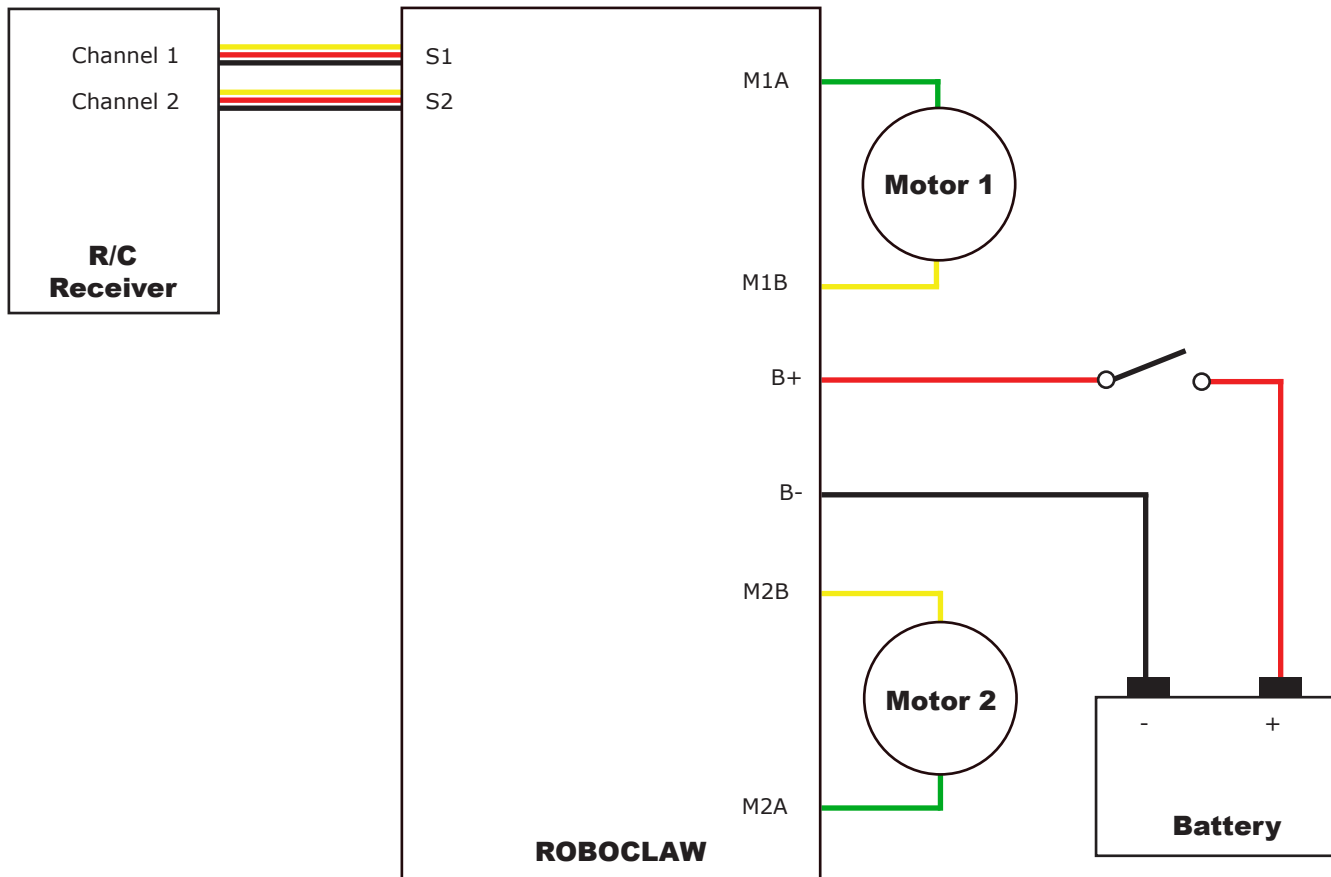 Channel 1
Channel 2
R/C
Receiver
S1
S2
M1A
M1B
B+
B-
M2B
M2A
ROBOCLAW
Motor 1
Motor 2
- +
Battery